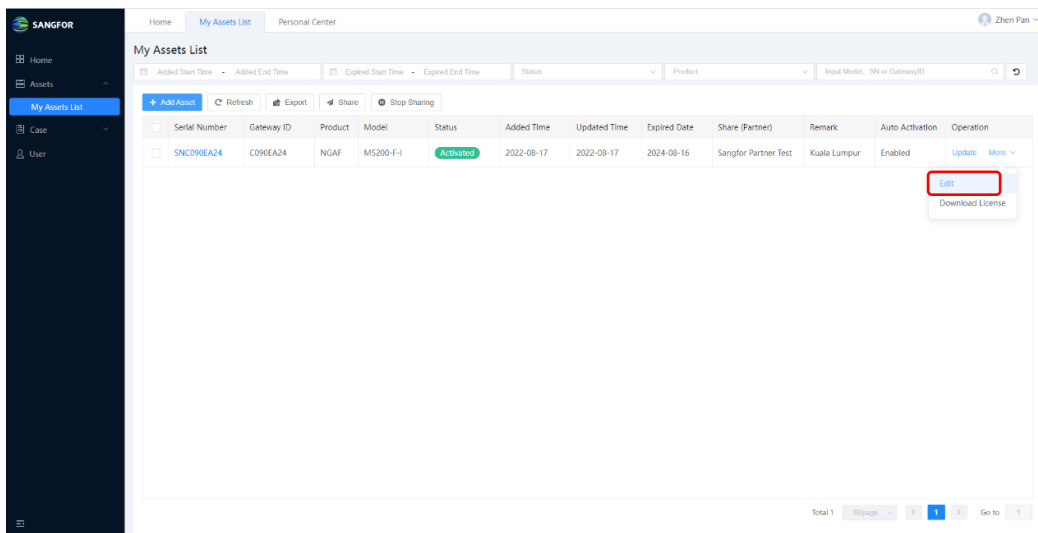 SANGFOR
Home
Assets
My Assets List
Case
User
Home My Assets List Personal Center
Zhen Pan
My Assets List
Added Start Time - Added End Time Expired Start Time - Expired End Time Status Product Input Model, SN or GatewayID
+ Add Asset Refresh Export Share Stop Sharing
Serial Number Gateway ID Product Model Status Added Time Updated Time Expired Date Share (Partner) Remark Auto Activation Operation
SNC090EA24 C090EA24 NGAF M5200-F-I Activated 2022-08-17 2022-08-17 2024-08-16 Sangfor Partner Test Kuala Lumpur Enabled Update More
Edit
Download License
Total 1 10/page < 1 > Go to 1